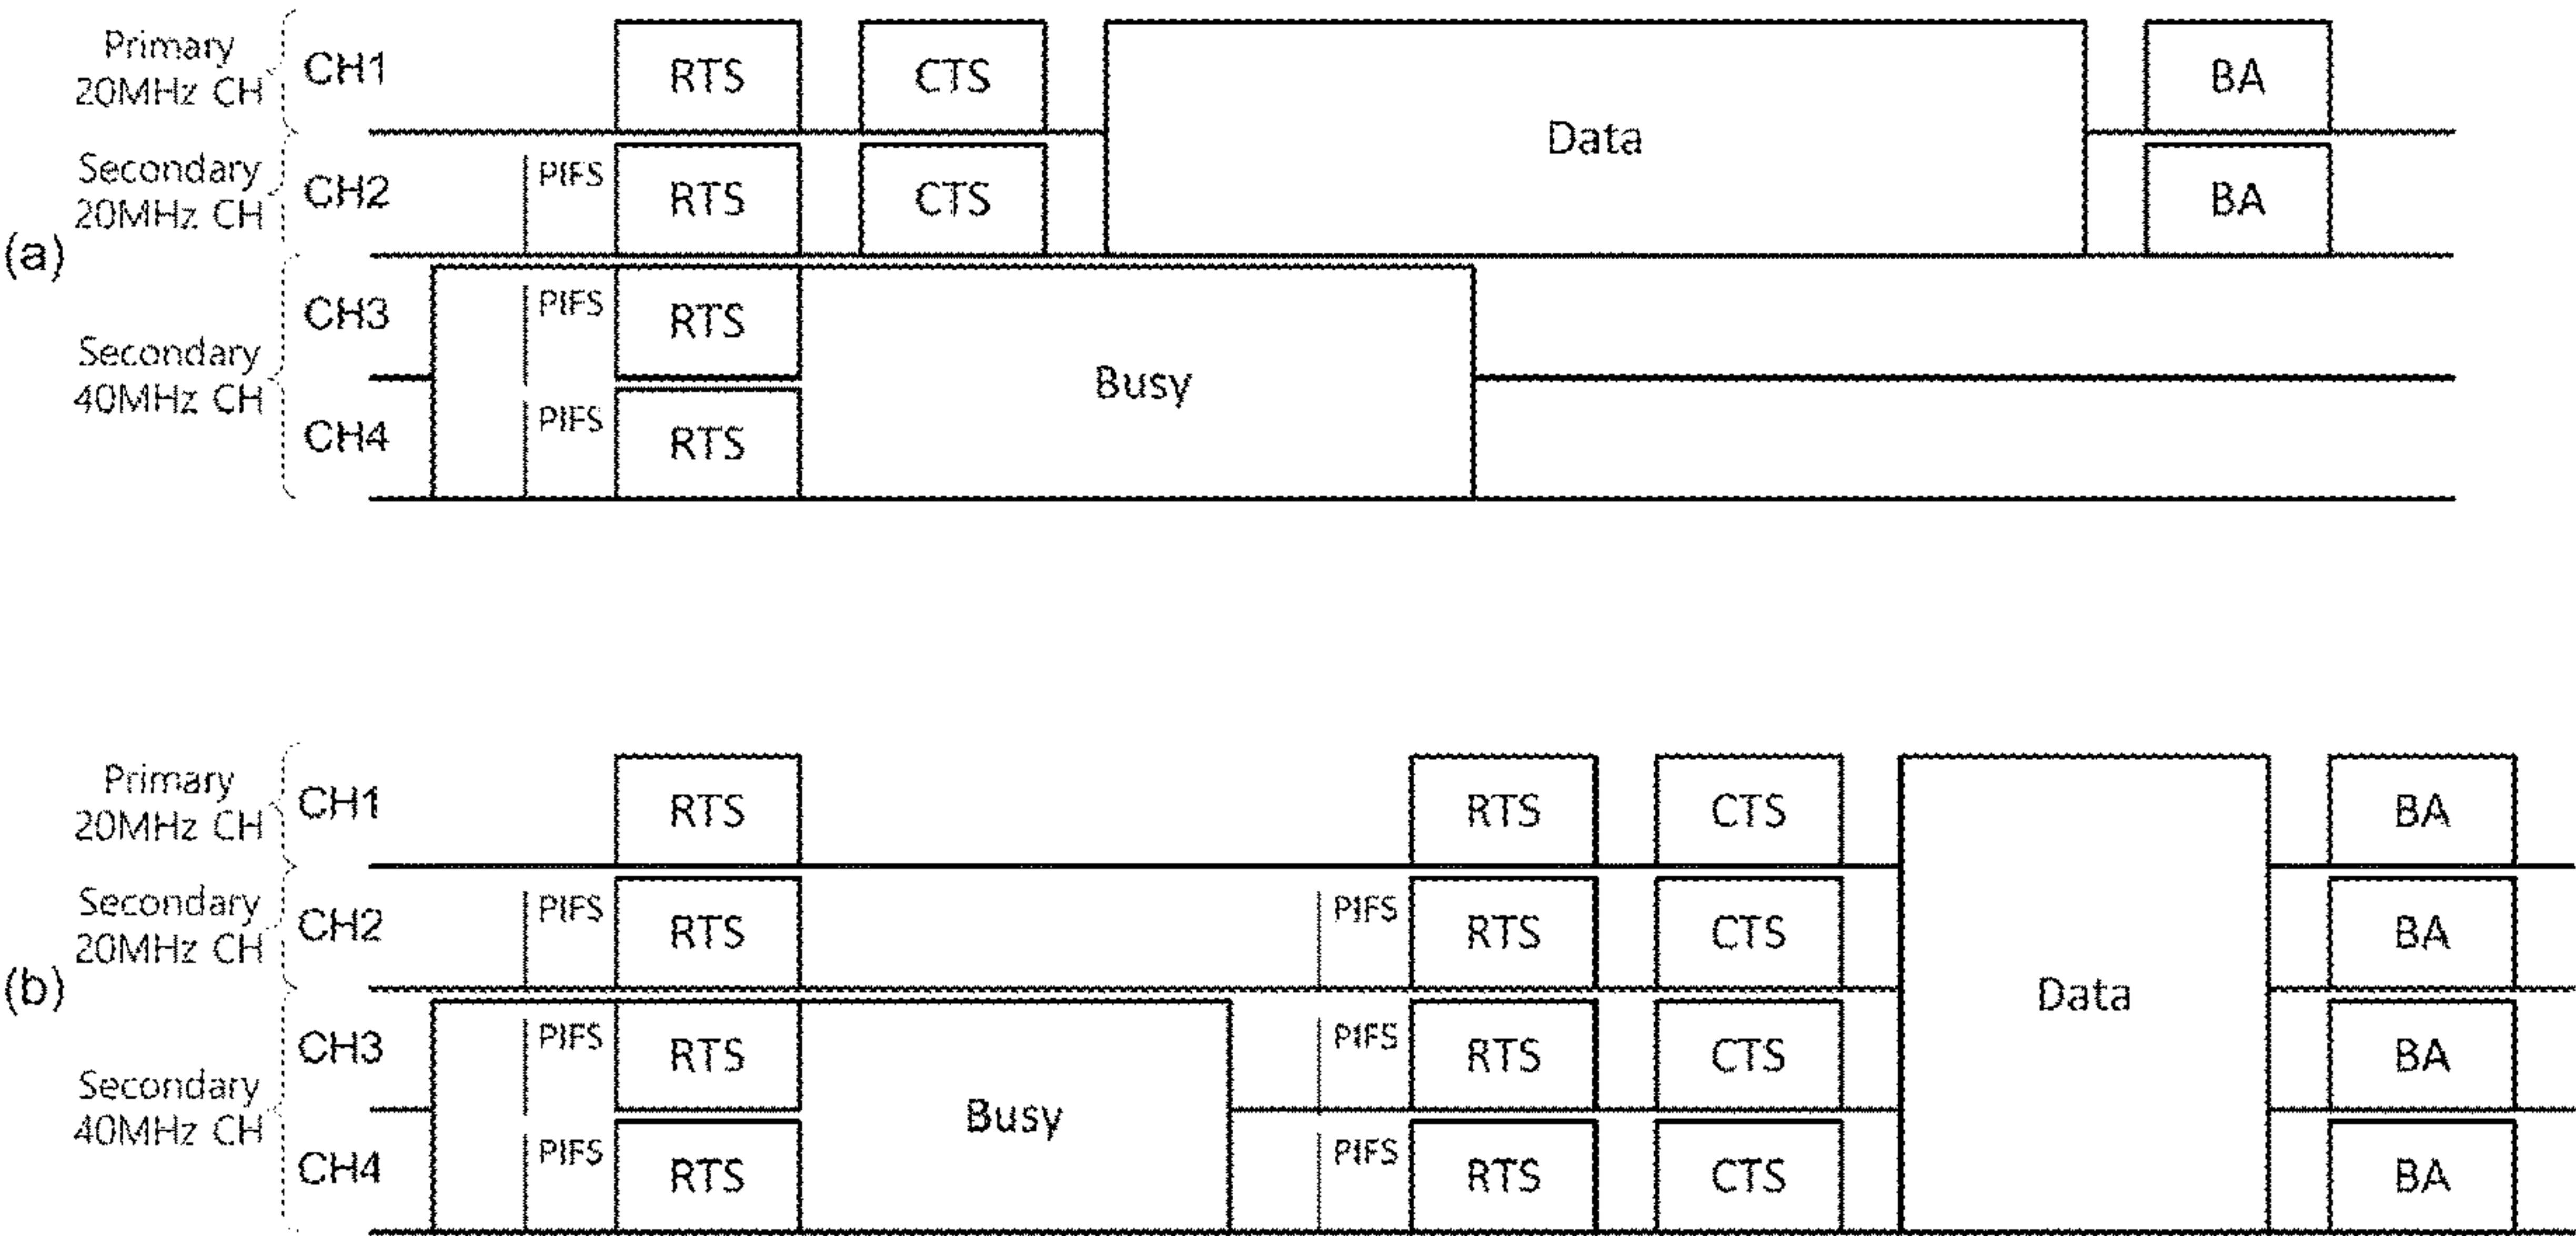 (a)
Primary
20MHz CH
CH1
RTS
CTS
Data
BA
Secondary
20MHz CH
CH2
PIFS
RTS
CTS
BA
Secondary
40MHz CH
CH3
PIFS
RTS
Busy
CH4
PIFS
RTS
(b)
Primary
20MHz CH
CH1
RTS
RTS
CTS
BA
Secondary
20MHz CH
CH2
PIFS
RTS
PIFS
RTS
CTS
Data
BA
Secondary
40MHz CH
CH3
PIFS
RTS
Busy
PIFS
RTS
CTS
BA
CH4
PIFS
RTS
PIFS
RTS
CTS
BA